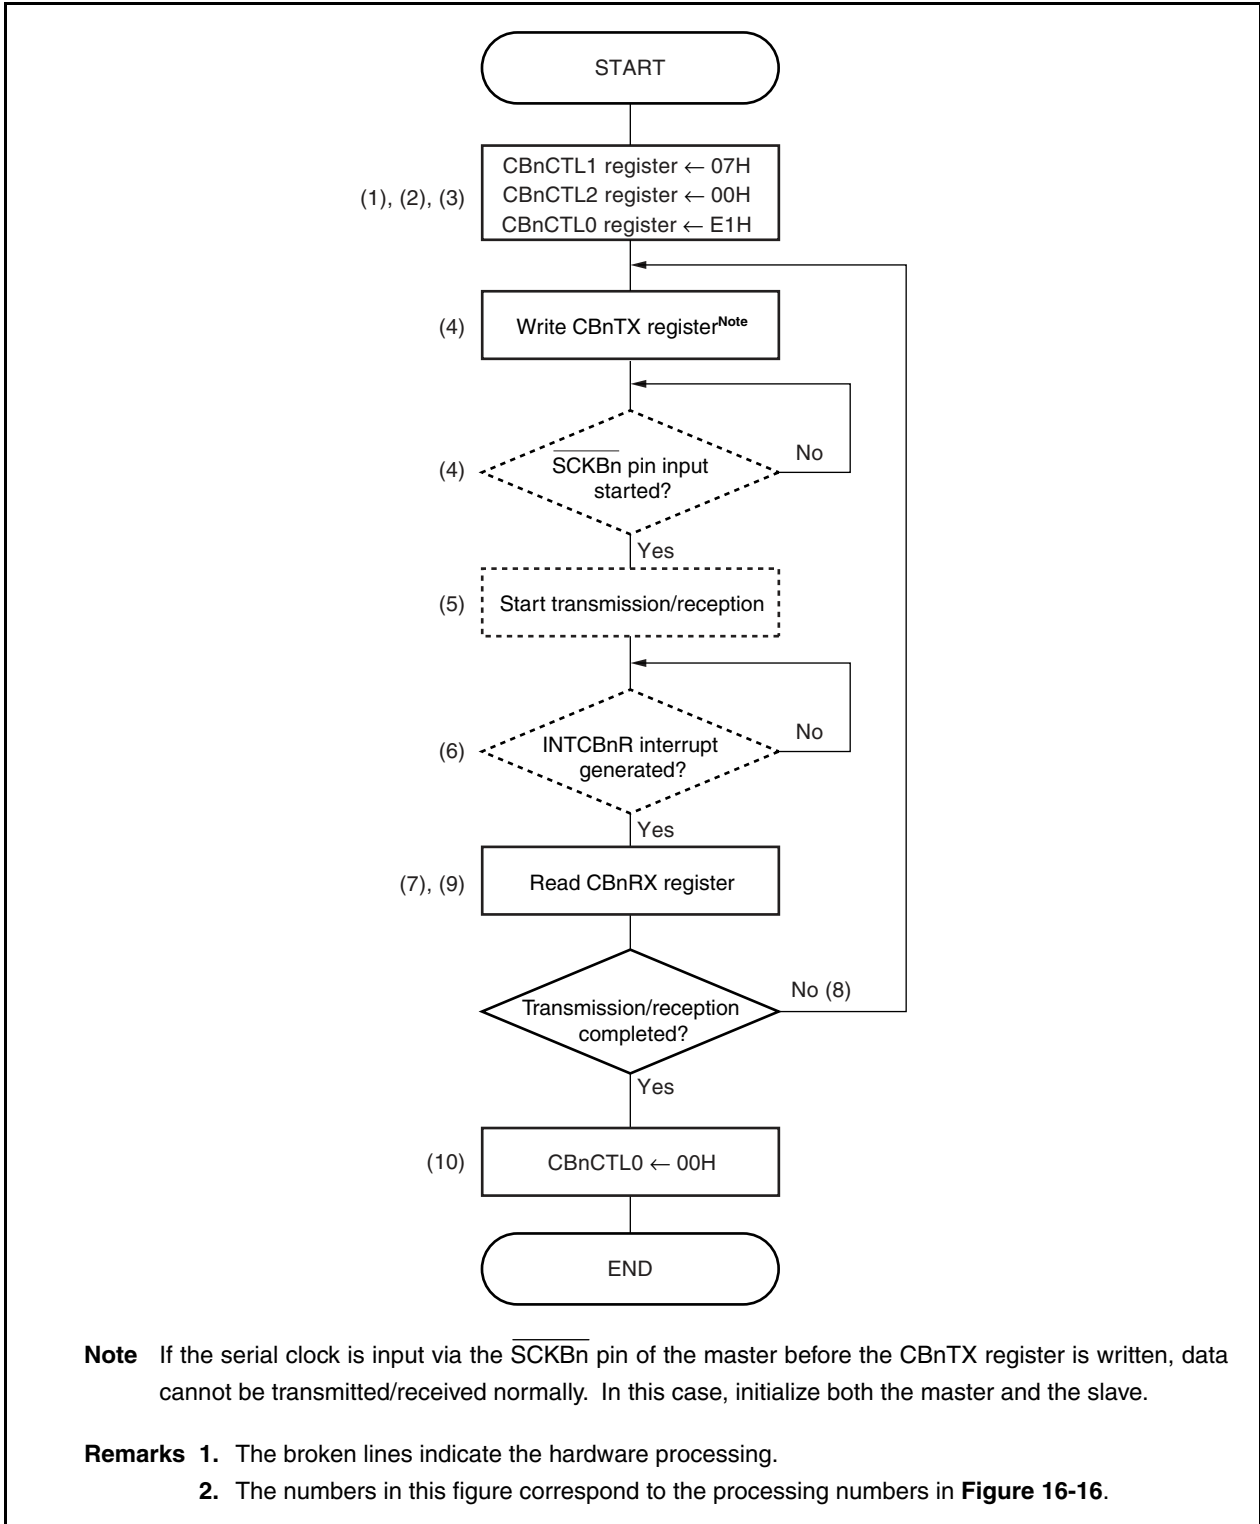 START
CBnCTL1 register ← 07H
CBnCTL2 register ← 00H
(1), (2), (3)
CBnCTL0 register ← E1H
(4)
Write CBnTX registerNote
SCKBn pin input
No
(4)
started?
Yes
(5)
Start transmission/reception
INTCBnR interrupt
No
(6)
generated?
Yes
(7), (9)
Read CBnRX register
Transmission/reception
No (8)
completed?
Yes
(10)
CBnCTL0 ← 00H
END
Note If the serial clock is input via the SCKBn pin of the master before the CBnTX register is written, data
cannot be transmitted/received normally. In this case, initialize both the master and the slave.
Remarks 1. The broken lines indicate the hardware processing.
2. The numbers in this figure correspond to the processing numbers in Figure 16-16.